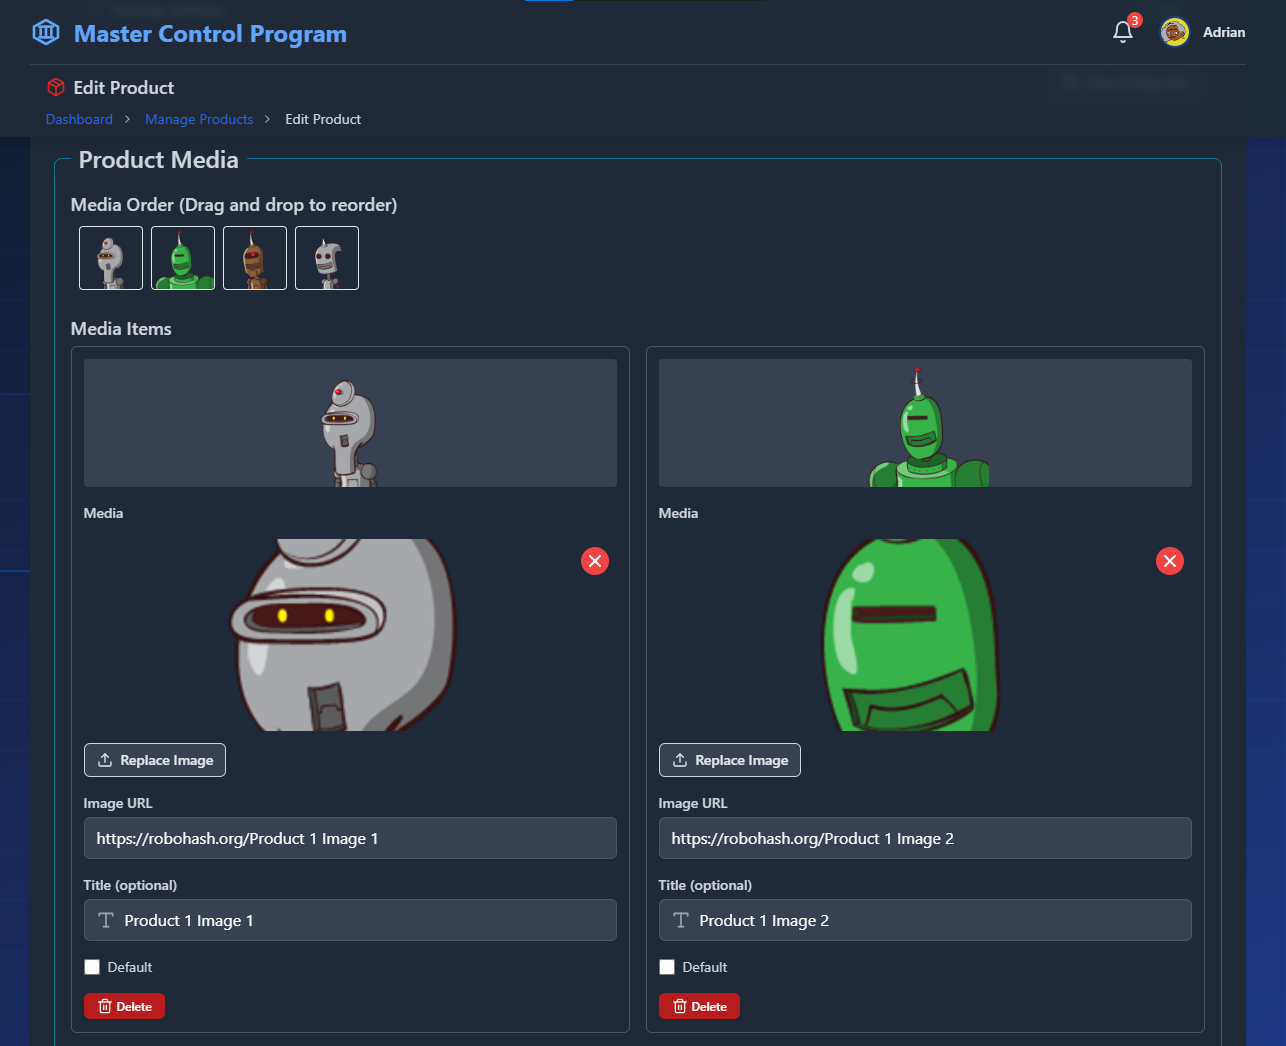 Master Control Program
3
Adrian
Edit Product
Dashboard > Manage Products > Edit Product
Product Media
Media Order (Drag and drop to reorder)
Media Items
Media
Replace Image
Image URL
https://robohash.org/Product 1 Image 1
Title (optional)
Product 1 Image 1
Default
Delete
Media
Replace Image
Image URL
https://robohash.org/Product 1 Image 2
Title (optional)
Product 1 Image 2
Default
Delete